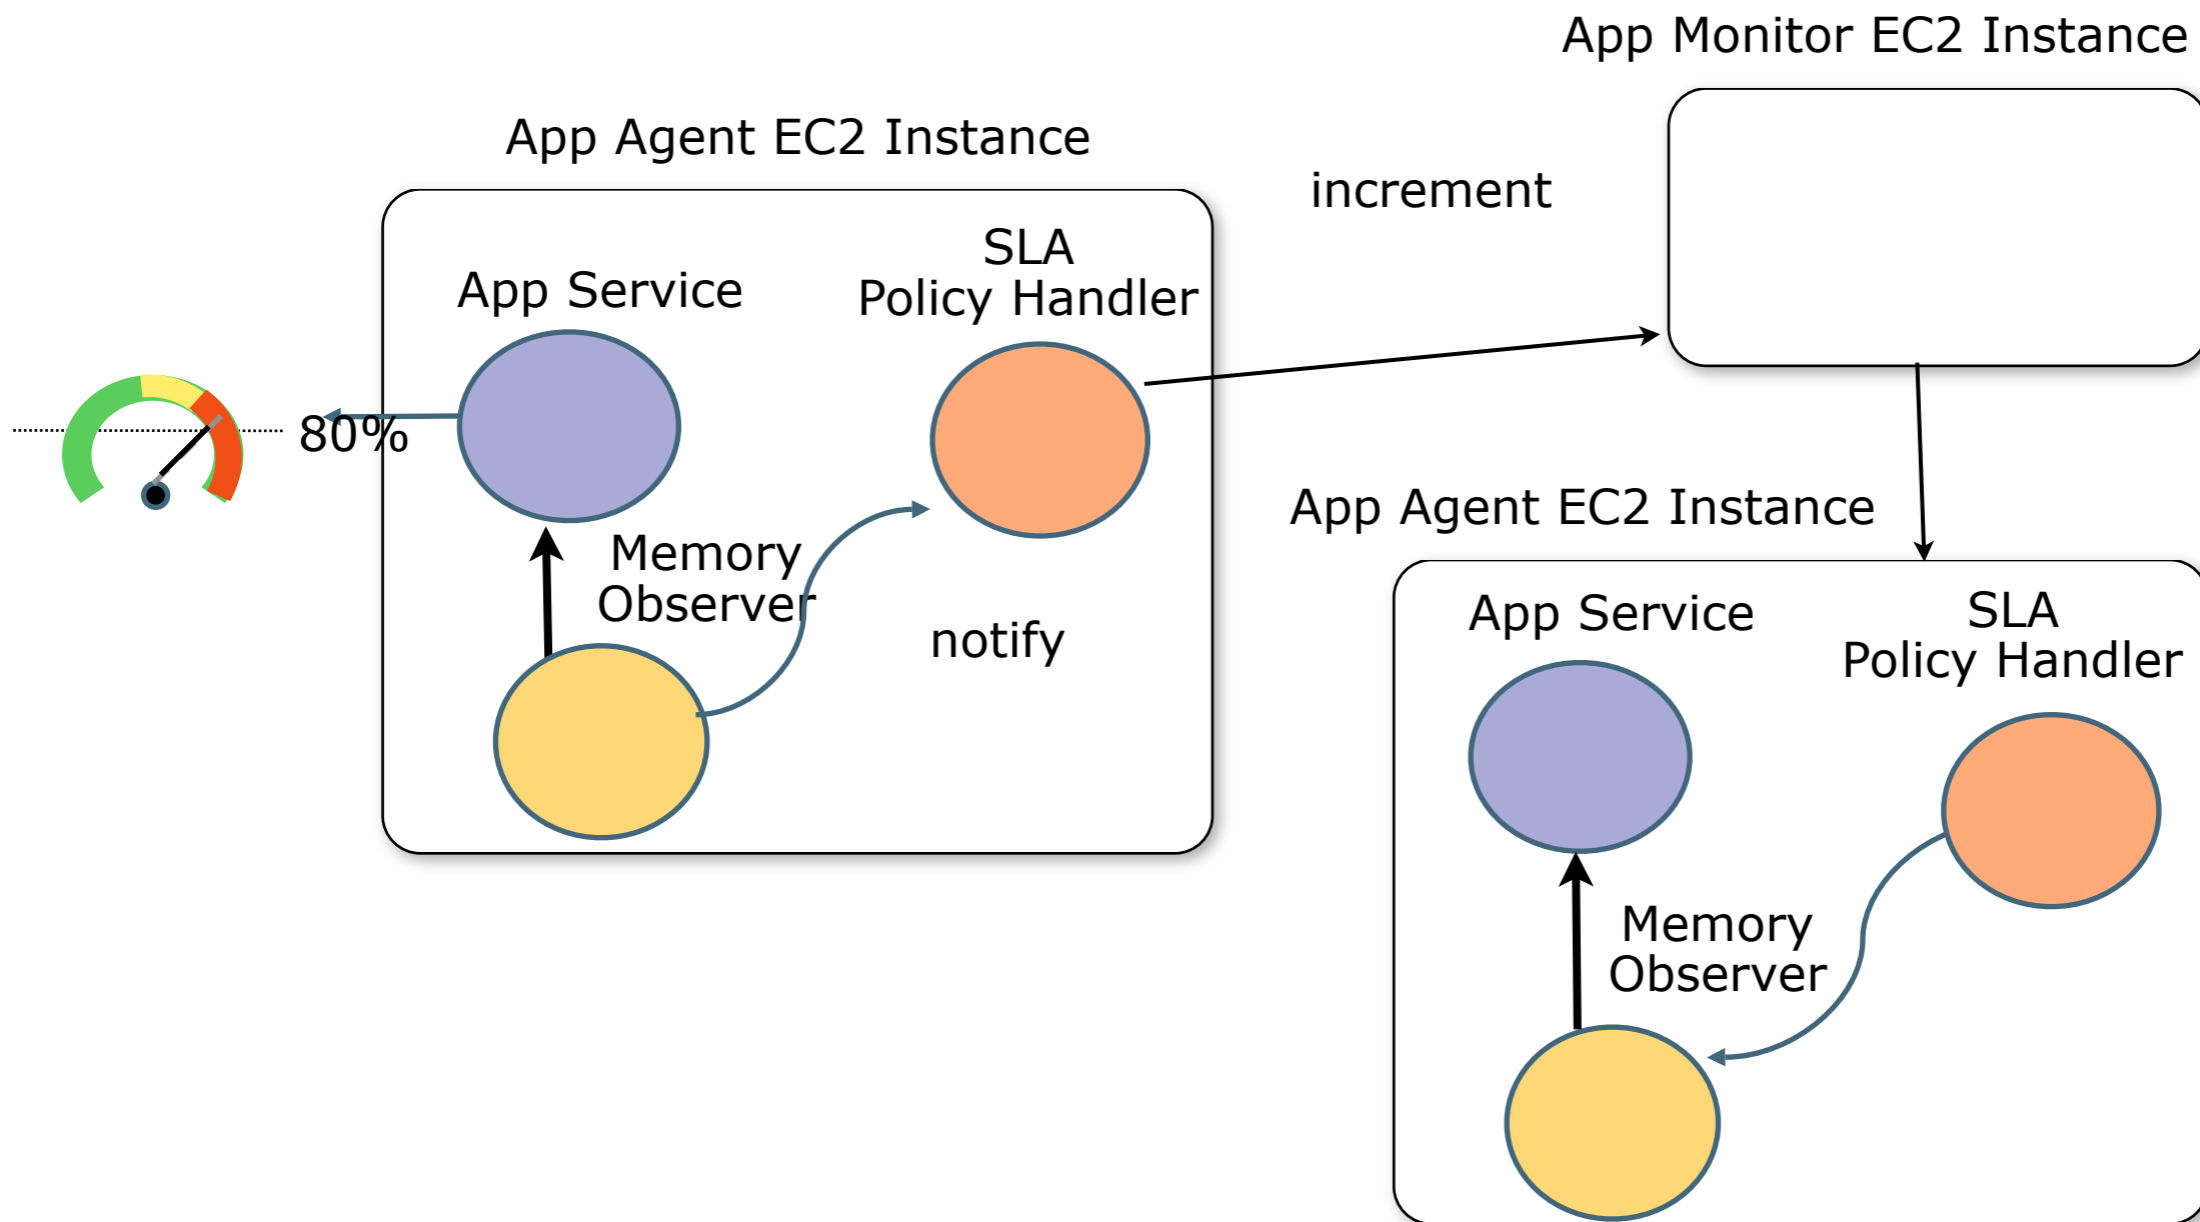 App Monitor EC2 Instance
App Agent EC2 Instance
increment
SLA
Policy Handler
App Service
80%
Memory
Observer
notify
App Agent EC2 Instance
App Service
SLA
Policy Handler
Memory
Observer